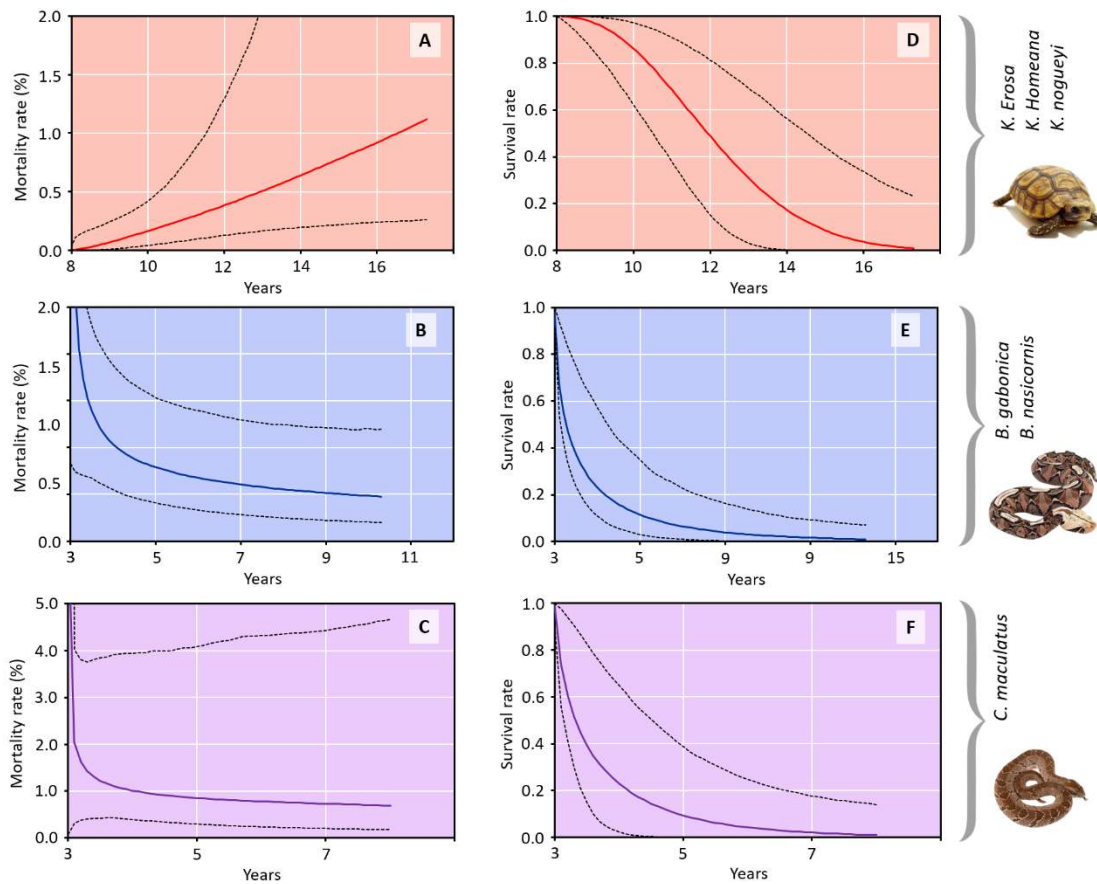 Mortality rate (%)
2.0
1.5
1.0
0.5
0.0
8 10 12 14 16
Years
A
Survival rate
1.0
0.8
0.6
0.4
0.2
0.0
8 10 12 14 16
Years
D
K. Erosa
K. Homeana
K. nogueyi
Mortality rate (%)
2.0
1.5
1.0
0.5
0.0
3 5 7 9 11
Years
B
Survival rate
1.0
0.8
0.6
0.4
0.2
0.0
3 5 9 9 15
Years
E
B. gabonica
B. nasicornis
Mortality rate (%)
5.0
4.0
5.0
2.0
1.0
0.0
3 5 7
Years
C
Survival rate
1.0
0.8
0.6
0.4
0.2
0.0
3 5 7
Years
F
C. maculatus